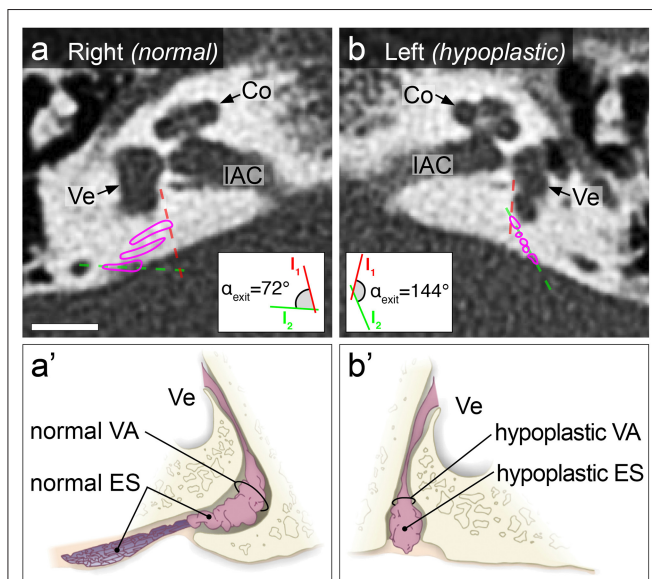 a Right (normal)
Co
IAC
Ve
l₁
αexit=72°
l₂
b Left (hypoplastic)
Co
IAC
Ve
l₁
αexit=144°
l₂
a’
Ve
normal VA
normal ES
b’
Ve
hypoplastic VA
hypoplastic ES